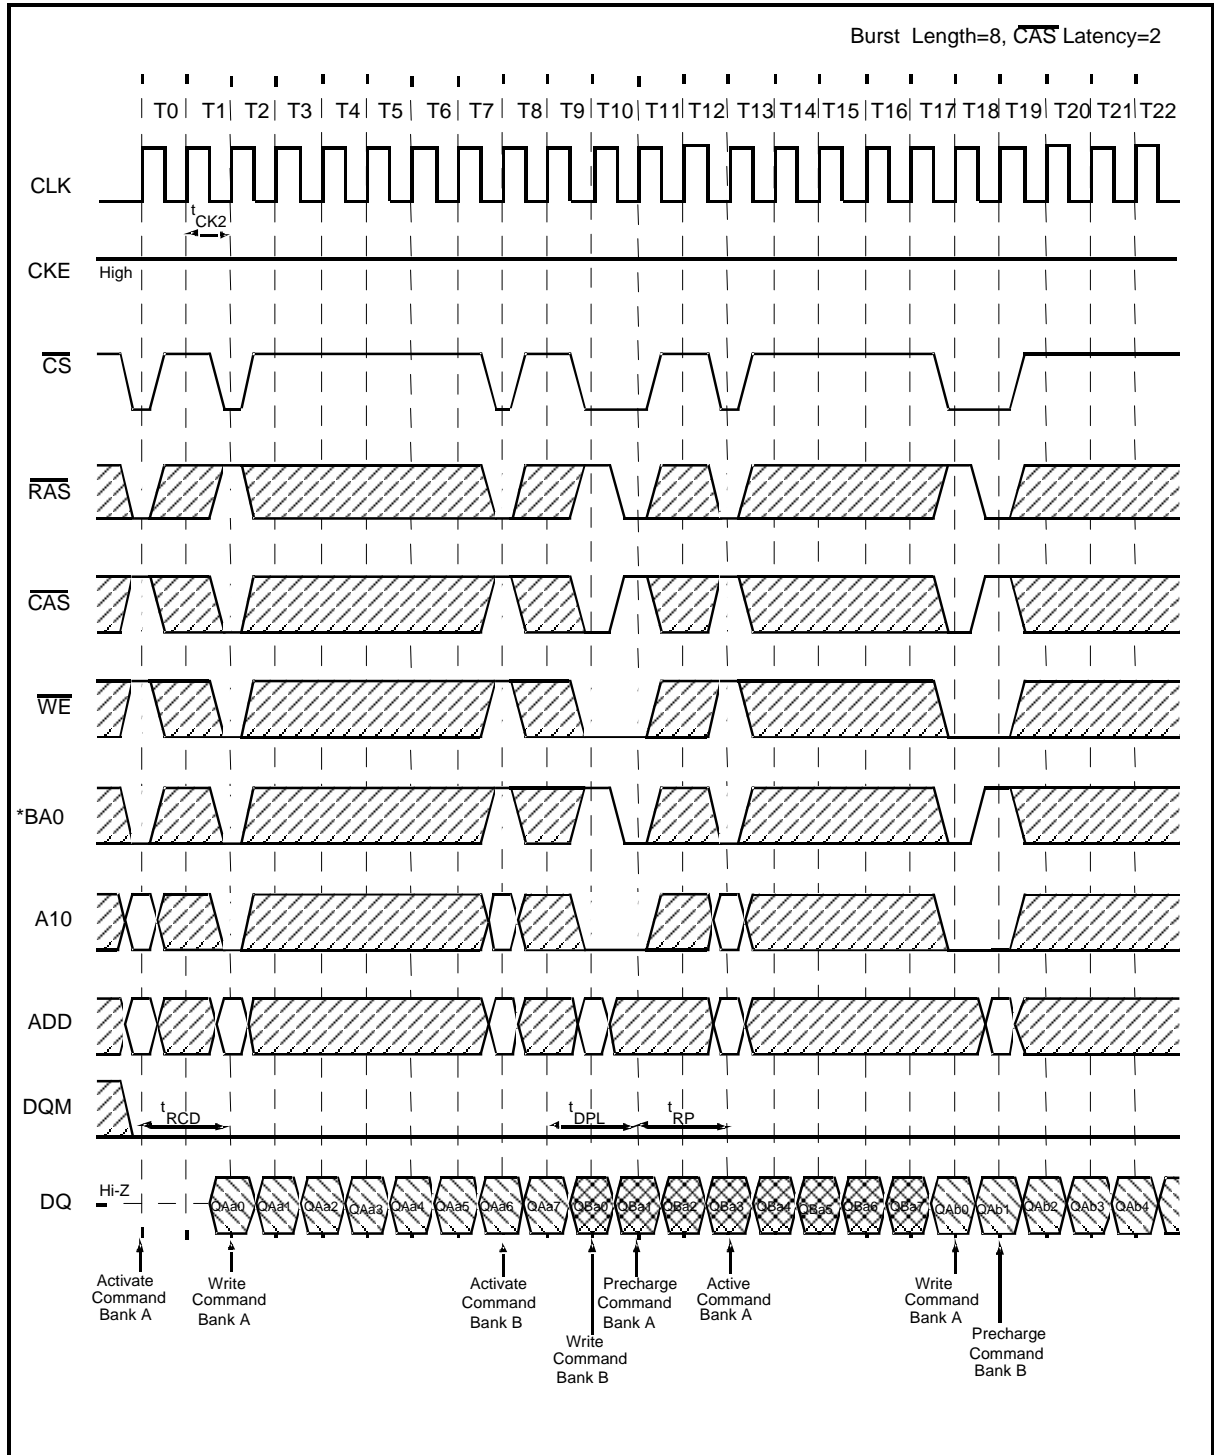 Burst Length=8, CAS Latency=2
T0 T1 T2 T3 T4 T5 T6 T7 T8 T9 T10 T11 T12 T13 T14 T15 T16 T17 T18 T19 T20 T21 T22
CLK
tCK2
CKE
High
CS
RAS
CAS
WE
*BA0
A10
ADD
DQM
tRCD
tDPL
tRP
DQ
Hi-Z
QAa0 QAa1 QAa2 QAa3 QAa4 QAa5 QAa6 QAa7 QBa0 QBa1 QBa2 QBa3 QBa4 QBa5 QBa6 QBa7 QAb0 QAb1 QAb2 QAb3 QAb4
Activate
Command
Bank A
Write
Command
Bank A
Activate
Command
Bank B
Write
Command
Bank B
Precharge
Command
Bank A
Active
Command
Bank A
Write
Command
Bank A
Precharge
Command
Bank B